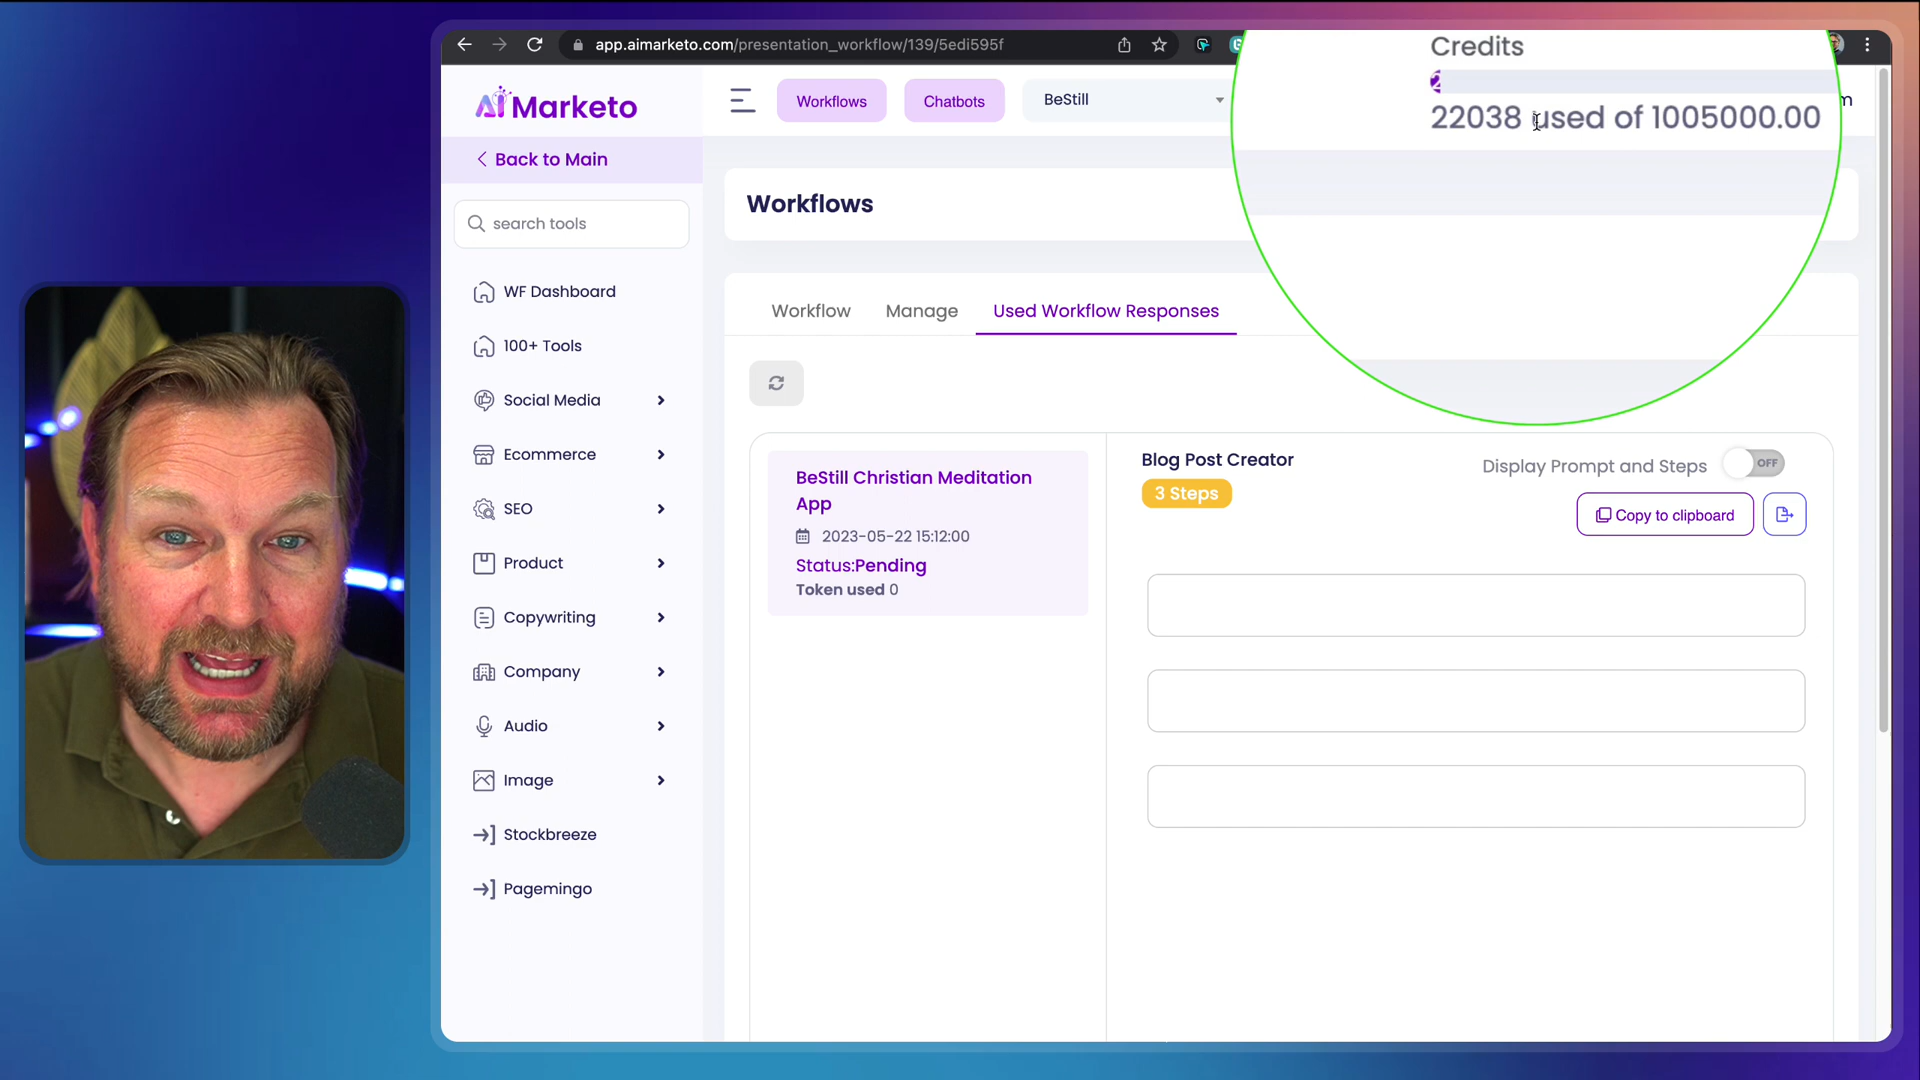 app.aimarketo.com/presentation_workflow/139/5edi595f
AiMarketo
Workflows
Chatbots
BeStill
Credits
22038 used of 1005000.00
Back to Main
search tools
WF Dashboard
100+ Tools
Social Media
Ecommerce
SEO
Product
Copywriting
Company
Audio
Image
Stockbreeze
Pagemingo
Workflows
Workflow
Manage
Used Workflow Responses
BeStill Christian Meditation
App
2023-05-22 15:12:00
Status:Pending
Token used 0
Blog Post Creator
3 Steps
Display Prompt and Steps
OFF
Copy to clipboard